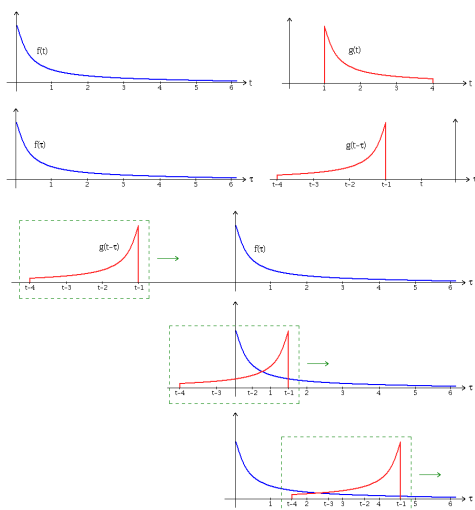 f(t)
1 2 3 4 5 6 t
g(t)
1 2 3 4 t
f(τ)
1 2 3 4 5 6 τ
g(t-τ)
t-4 t-3 t-2 t-1 t τ
g(t-τ)
t-4 t-3 t-2 t-1
f(τ)
1 2 3 4 5 6 τ
t-4 t-3 t-2 t-1 2 3 4 5 6 τ
1 2 t-4 t-2 3 t-2 4 t-1 5 6 τ